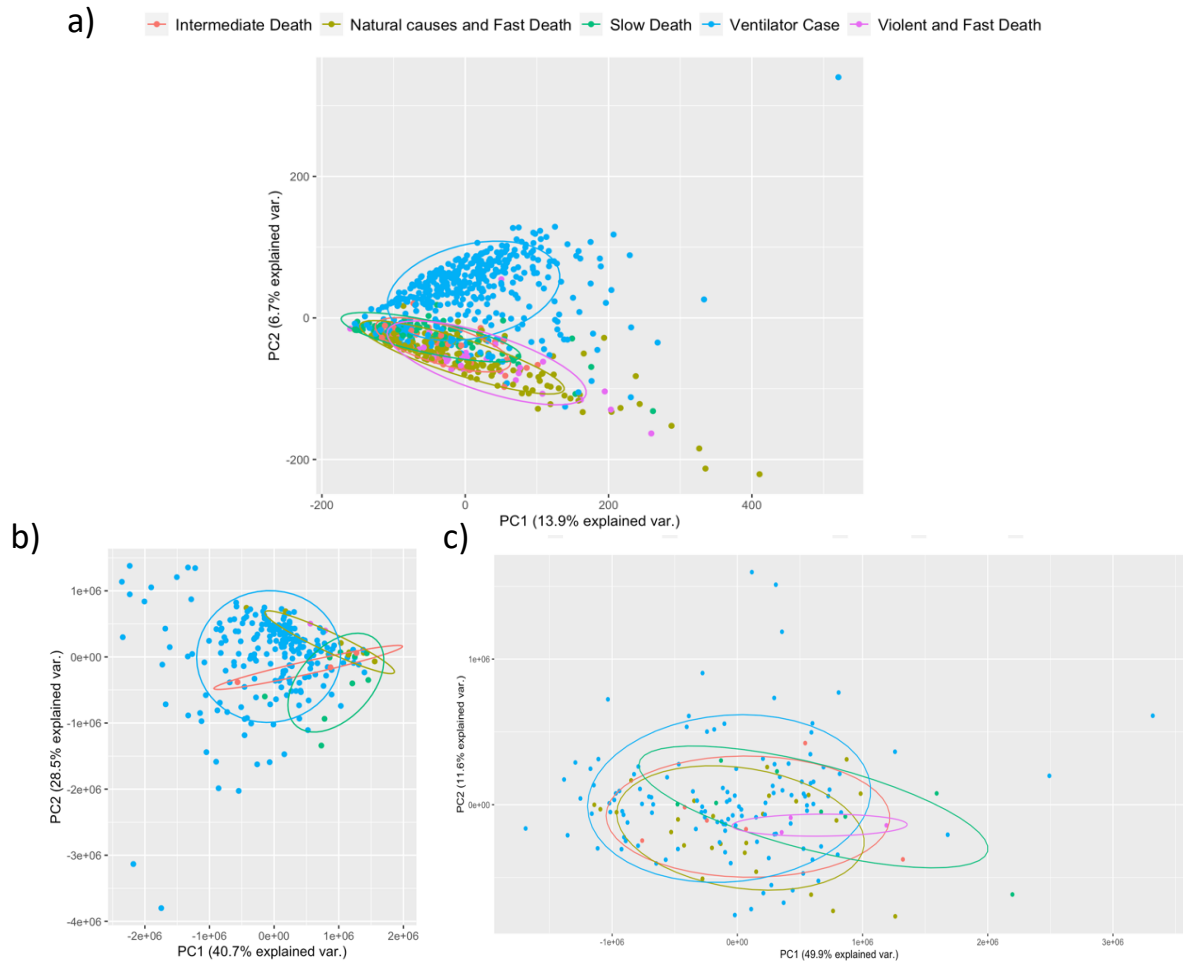 a)
Intermediate Death Natural causes and Fast Death Slow Death Ventilator Case Violent and Fast Death
200
0
-200
-200 0 200 400
PC2 (6.7% explained var.)
PC1 (13.9% explained var.)
b)
1e+06
0e+00
-1e+06
-2e+06
-3e+06
-4e+06
-2e+06 -1e+06 0e+00 1e+06 2e+06
PC2 (28.5% explained var.)
PC1 (40.7% explained var.)
c)
1e+06
0e+00
-1e+06 0e+00 1e+06 2e+06 3e+06
PC2 (11.6% explained var.)
PC1 (49.9% explained var.)